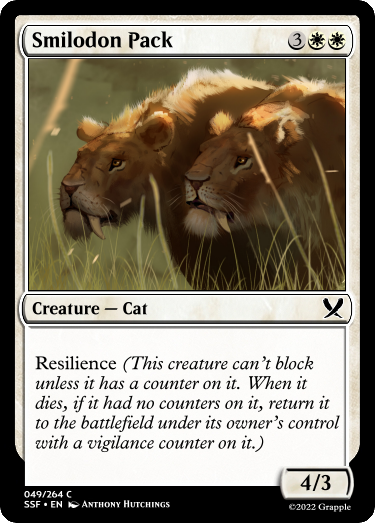 Smilodon Pack 3
Creature — Cat
Resilience (This creature can't block
unless it has a counter on it. When it
dies, if it had no counters on it, return it
to the battlefield under its owner's control
with a vigilance counter on it.)
4/3
049/264 C
SSF • EN Anthony Hutchings
©2022 Grapple